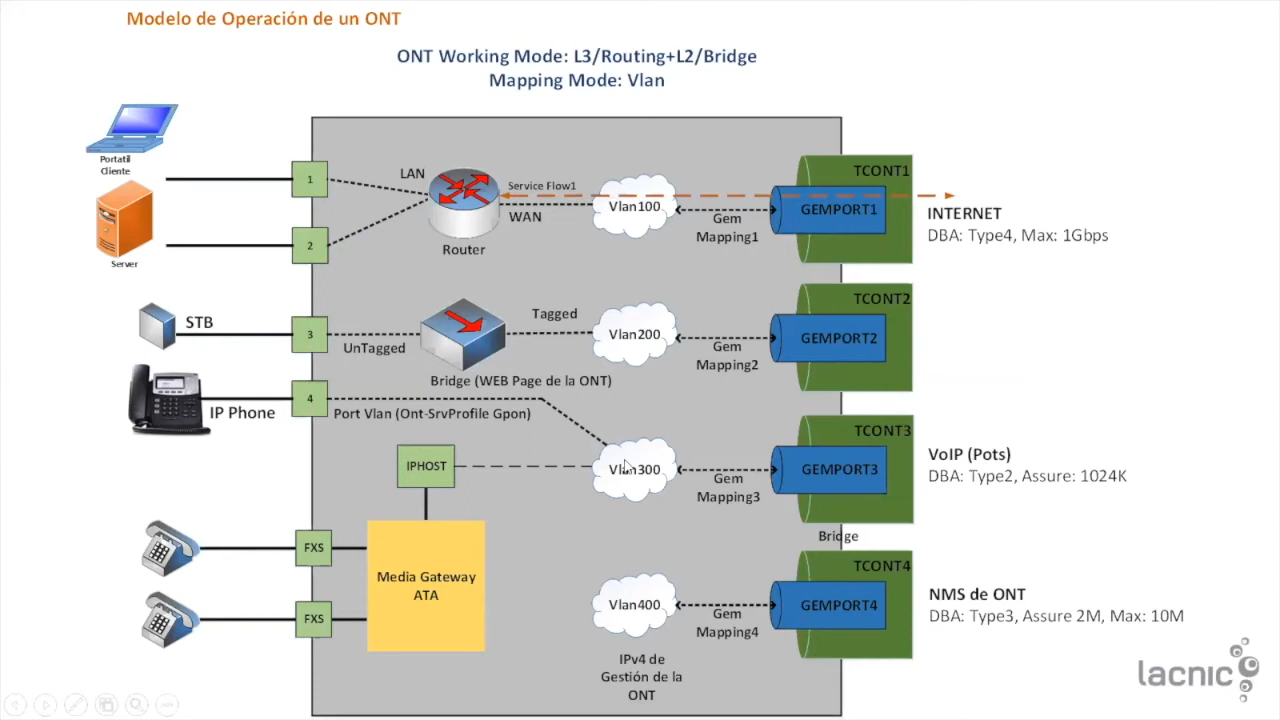 Modelo de Operación de un ONT
ONT Working Mode: L3/Routing+L2/Bridge
Mapping Mode: Vlan
Portatil
Cliente
Server
1
2
LAN
Router
Service Flow1
WAN
Vlan100
Gem
Mapping1
TCONT1
GEMPORT1
INTERNET
DBA: Type4, Max: 1Gbps
STB
3
UnTagged
Tagged
Bridge (WEB Page de la ONT)
Vlan200
Gem
Mapping2
TCONT2
GEMPORT2
IP Phone
4
Port Vlan (Ont-SrvProfile Gpon)
IPHOST
Vlan300
Gem
Mapping3
TCONT3
GEMPORT3
VoIP (Pots)
DBA: Type2, Assure: 1024K
Bridge
FXS
FXS
Media Gateway
ATA
Vlan400
Gem
Mapping4
TCONT4
GEMPORT4
NMS de ONT
DBA: Type3, Assure 2M, Max: 10M
IPv4 de
Gestión de la
ONT
lacnic